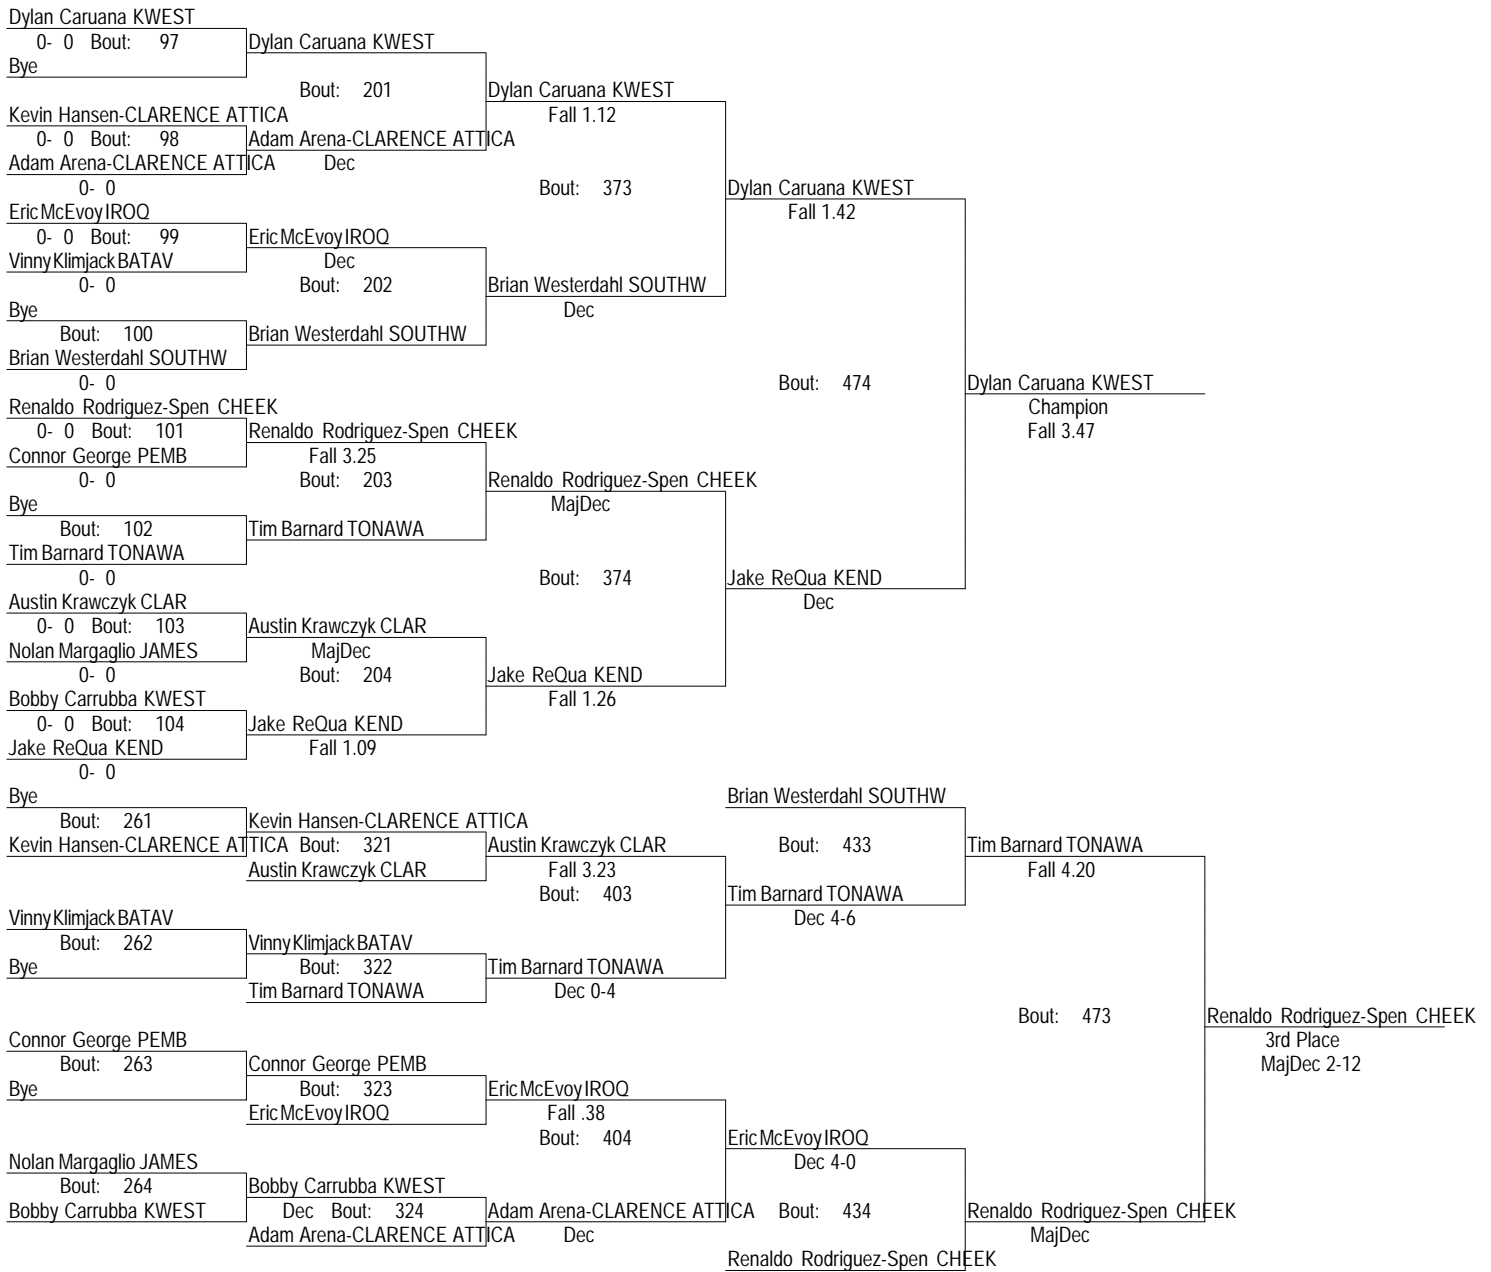 Dylan Caruana KWEST
0- 0 Bout: 97 Dylan Caruana KWEST
Bye
Bout: 201 Dylan Caruana KWEST
Kevin Hansen-CLARENCE ATTICA Fall 1.12
0- 0 Bout: 98 Adam Arena-CLARENCE ATTICA
Adam Arena-CLARENCE ATTICA Dec
0- 0 Bout: 373 Dylan Caruana KWEST
Eric McEvoy IROQ Fall 1.42
0- 0 Bout: 99 Eric McEvoy IROQ
Vinny Klimjack BATAV Dec
0- 0 Bout: 202 Brian Westerdahl SOUTHW
Bye Dec
Bout: 100 Brian Westerdahl SOUTHW
Brian Westerdahl SOUTHW
0- 0 Bout: 474 Dylan Caruana KWEST
Renaldo Rodriguez-Spen CHEEK Champion
0- 0 Bout: 101 Renaldo Rodriguez-Spen CHEEK Fall 3.47
Connor George PEMB Fall 3.25
0- 0 Bout: 203 Renaldo Rodriguez-Spen CHEEK
Bye MajDec
Bout: 102 Tim Barnard TONAWA
Tim Barnard TONAWA
0- 0 Bout: 374 Jake ReQua KEND
Austin Krawczyk CLAR Dec
0- 0 Bout: 103 Austin Krawczyk CLAR
Nolan Margaglio JAMES MajDec
0- 0 Bout: 204 Jake ReQua KEND
Bobby Carrubba KWEST Fall 1.26
0- 0 Bout: 104 Jake ReQua KEND
Jake ReQua KEND Fall 1.09
0- 0
Bye Brian Westerdahl SOUTHW
Bout: 261 Kevin Hansen-CLARENCE ATTICA
Kevin Hansen-CLARENCE ATTICA Bout: 321 Austin Krawczyk CLAR Bout: 433 Tim Barnard TONAWA
Austin Krawczyk CLAR Fall 3.23 Fall 4.20
Bout: 403 Tim Barnard TONAWA
Vinny Klimjack BATAV Dec 4-6
Bout: 262 Vinny Klimjack BATAV
Bye Bout: 322 Tim Barnard TONAWA
Tim Barnard TONAWA Dec 0-4
Bout: 473 Renaldo Rodriguez-Spen CHEEK
Connor George PEMB 3rd Place
Bout: 263 Connor George PEMB MajDec 2-12
Bye Bout: 323 Eric McEvoy IROQ
Eric McEvoy IROQ Fall .38
Bout: 404 Eric McEvoy IROQ
Nolan Margaglio JAMES Dec 4-0
Bout: 264 Bobby Carrubba KWEST
Bobby Carrubba KWEST Dec Bout: 324 Adam Arena-CLARENCE ATTICA Bout: 434 Renaldo Rodriguez-Spen CHEEK
Adam Arena-CLARENCE ATTICA Dec MajDec
Renaldo Rodriguez-Spen CHEEK